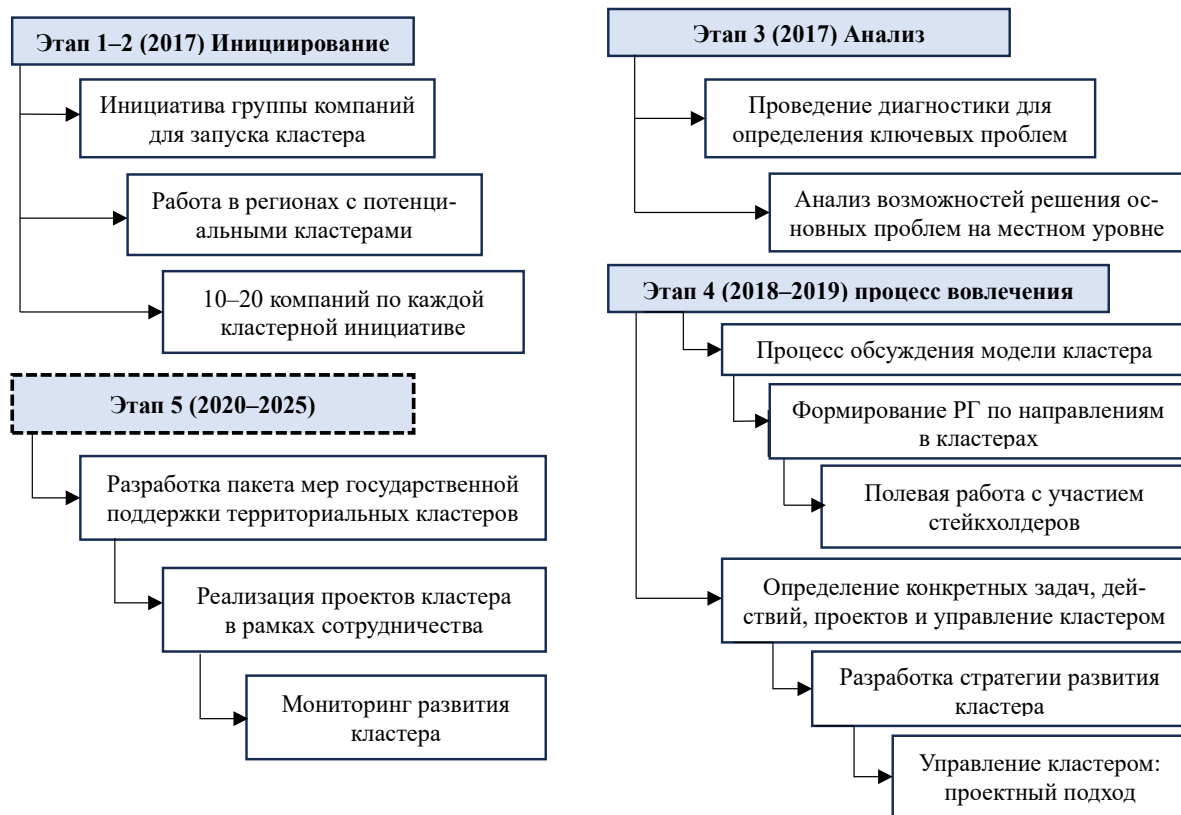 Этап 1–2 (2017) Инициирование
Инициатива группы компаний
для запуска кластера
Работа в регионах с потенци-
альными кластерами
10–20 компаний по каждой
кластерной инициативе
Этап 3 (2017) Анализ
Проведение диагностики для
определения ключевых проблем
Анализ возможностей решения ос-
новных проблем на местном уровне
Этап 4 (2018–2019) процесс вовлечения
Процесс обсуждения модели кластера
Формирование РГ по направлениям
в кластерах
Полевая работа с участием
стейкхолдеров
Определение конкретных задач, дей-
ствий, проектов и управление кластером
Разработка стратегии развития
кластера
Управление кластером:
проектный подход
Этап 5 (2020–2025)
Разработка пакета мер государственной
поддержки территориальных кластеров
Реализация проектов кластера
в рамках сотрудничества
Мониторинг развития
кластера